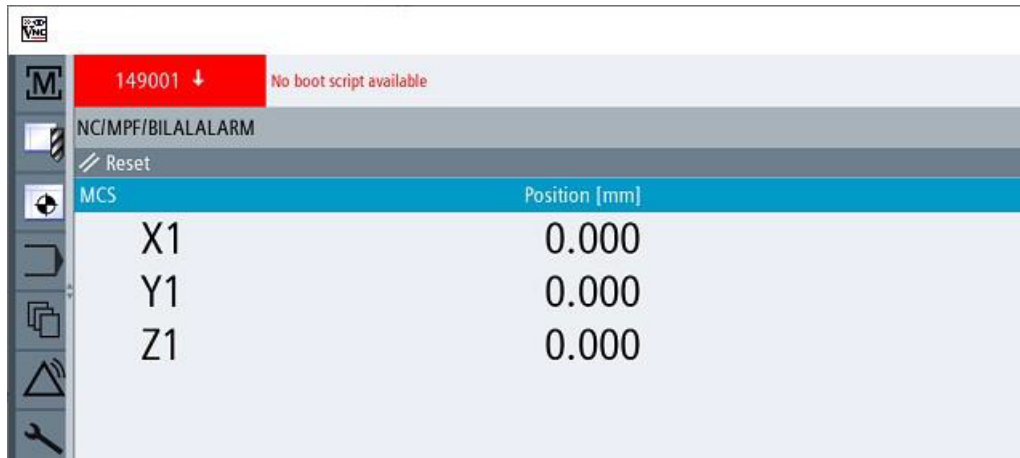 VNC
M
149001 ↓ No boot script available
NC/MPF/BILALALARM
Reset
MCS Position [mm]
X1 0.000
Y1 0.000
Z1 0.000